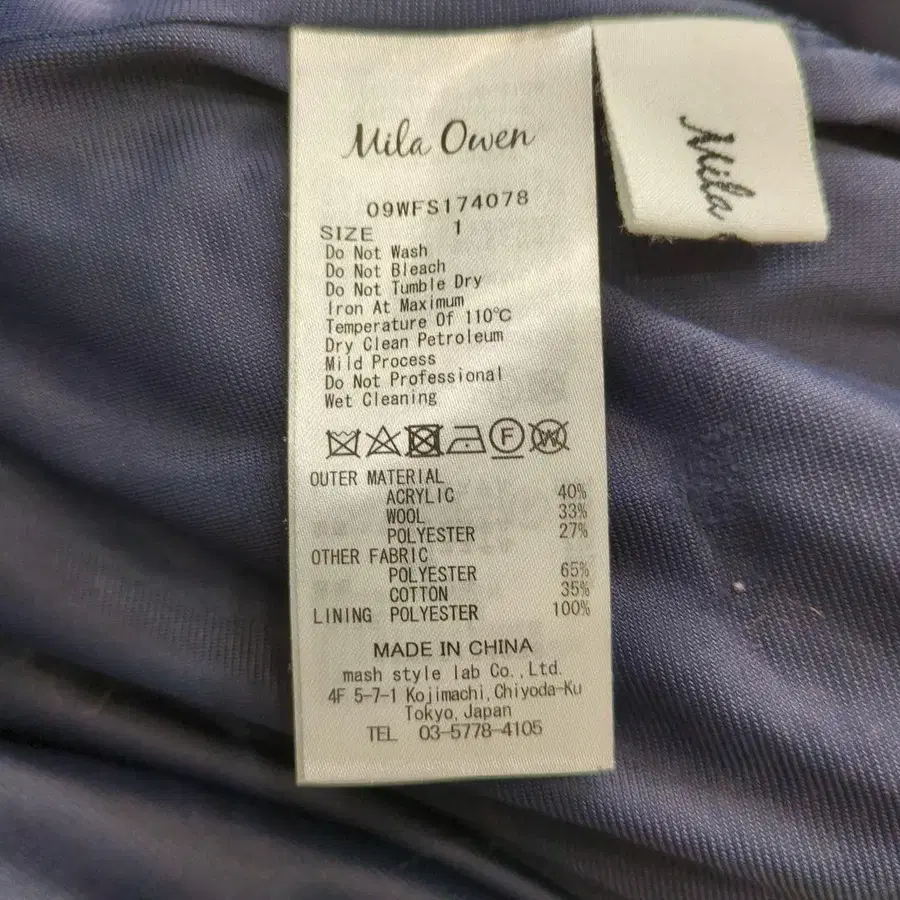 Mila Owen
Mila
09WFS174078
SIZE 1
Do Not Wash
Do Not Bleach
Do Not Tumble Dry
Iron At Maximum
Temperature Of 110℃
Dry Clean Petroleum
Mild Process
Do Not Professional
Wet Cleaning
F W
OUTER MATERIAL
ACRYLIC 40%
WOOL 33%
POLYESTER 27%
OTHER FABRIC
POLYESTER 65%
COTTON 35%
LINING POLYESTER 100%
MADE IN CHINA
mash style lab Co.,Ltd.
4F 5-7-1 Kojimachi,Chiyoda-Ku
Tokyo,Japan
TEL 03-5778-4105